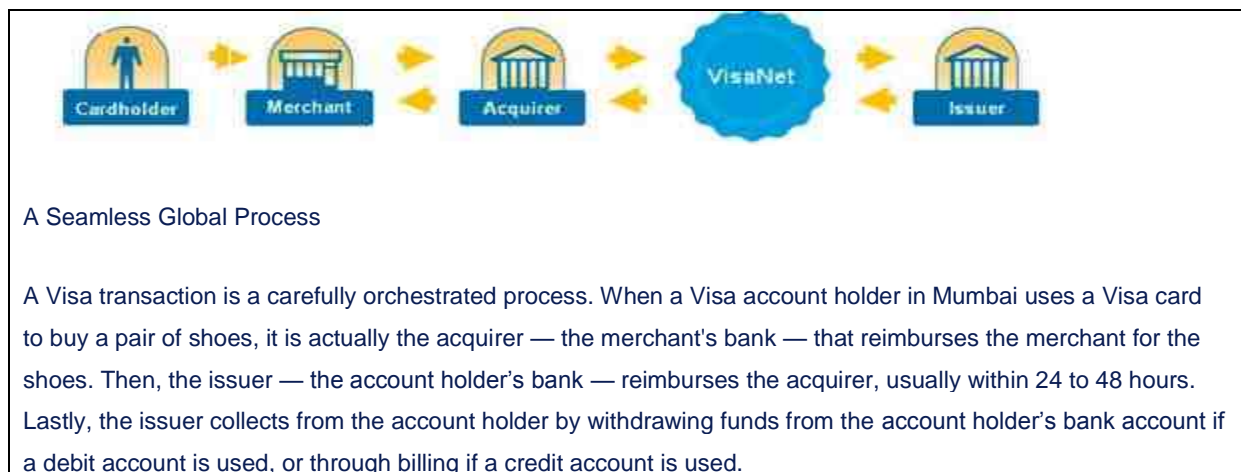 Cardholder Merchant Acquirer VisaNet Issuer
A Seamless Global Process
A Visa transaction is a carefully orchestrated process. When a Visa account holder in Mumbai uses a Visa card
to buy a pair of shoes, it is actually the acquirer — the merchant's bank — that reimburses the merchant for the
shoes. Then, the issuer — the account holder’s bank — reimburses the acquirer, usually within 24 to 48 hours.
Lastly, the issuer collects from the account holder by withdrawing funds from the account holder’s bank account if
a debit account is used, or through billing if a credit account is used.